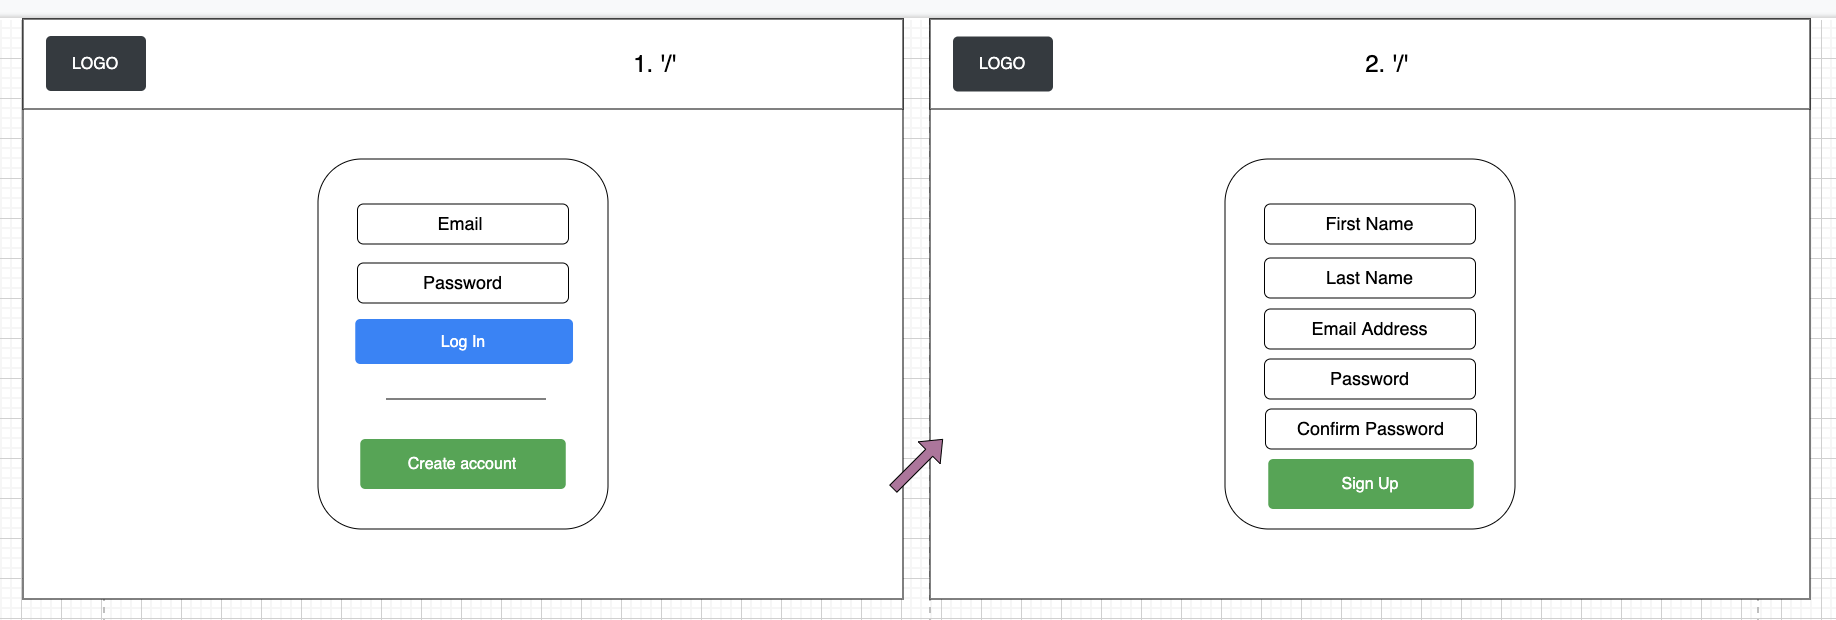 LOGO
1. '/'
Email
Password
Log In
Create account
LOGO
2. '/'
First Name
Last Name
Email Address
Password
Confirm Password
Sign Up